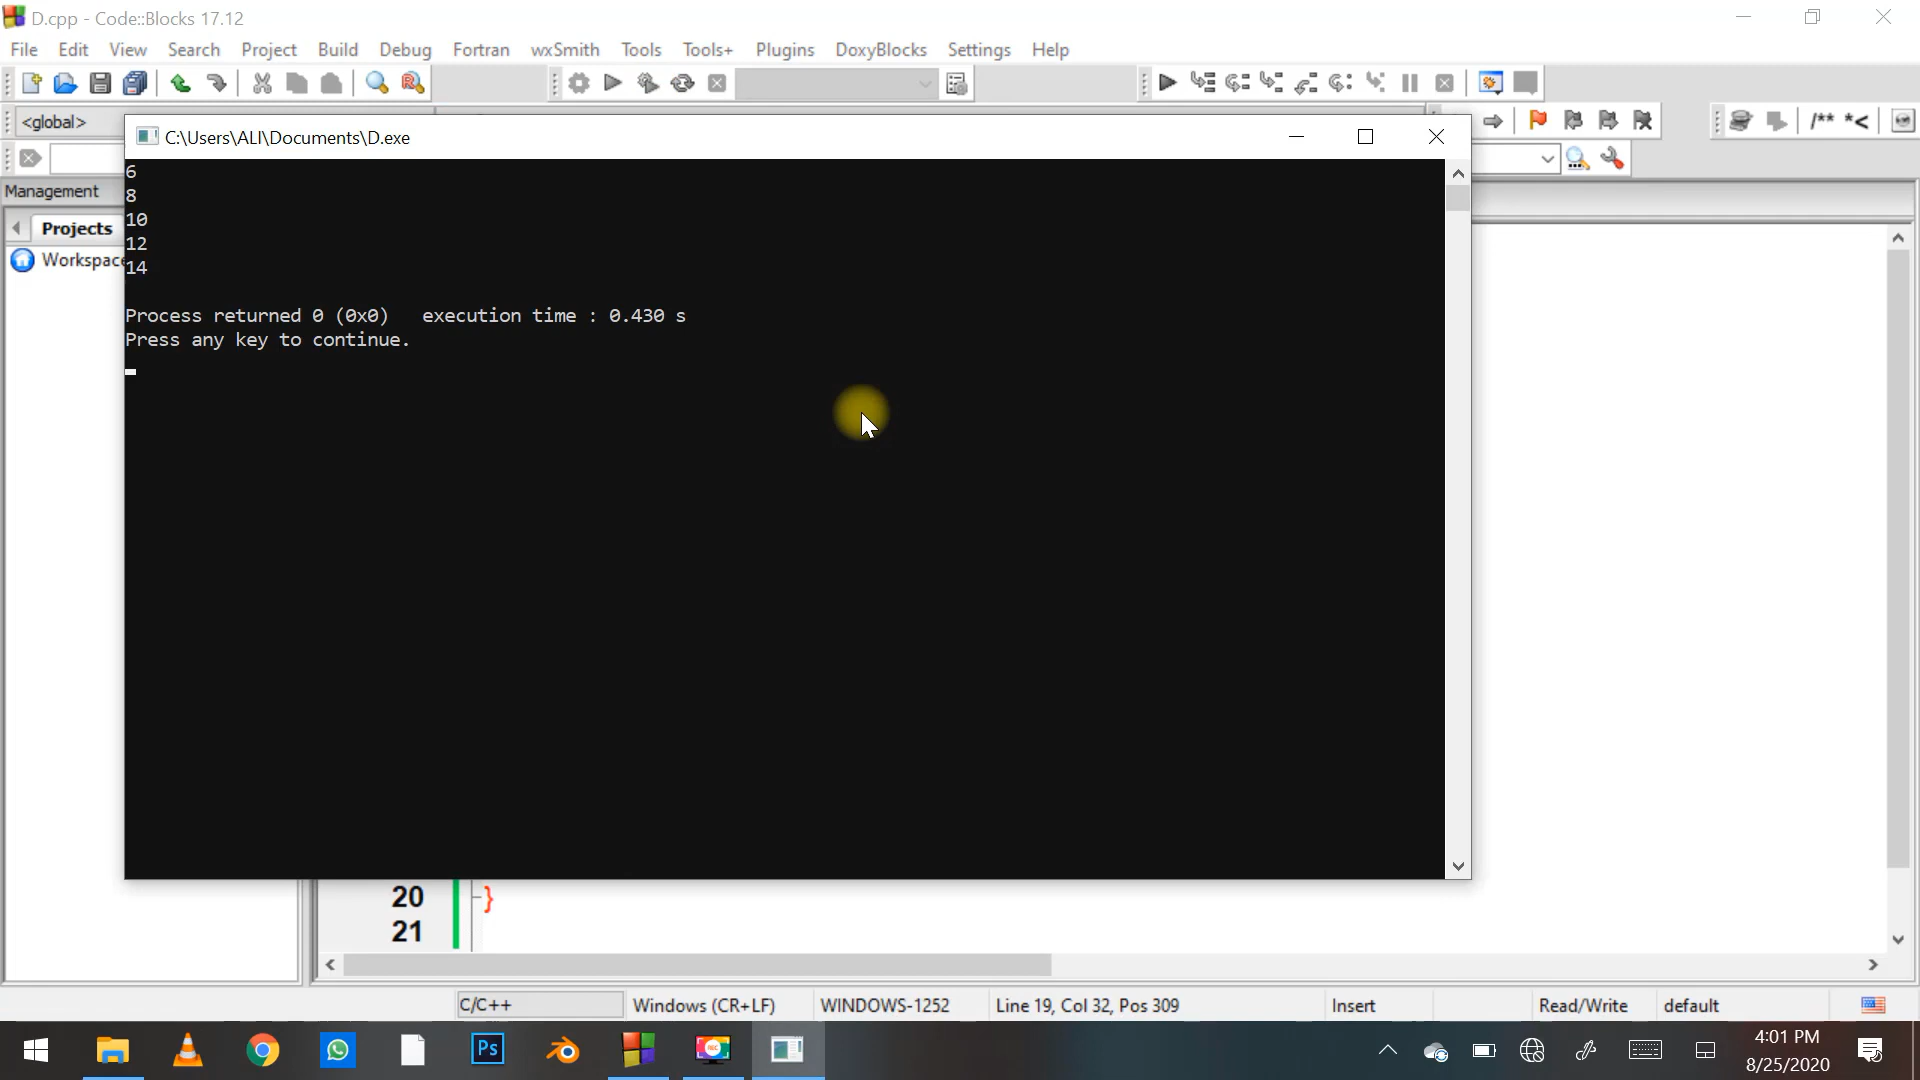 D.cpp - Code::Blocks 17.12
File Edit View Search Project Build Debug Fortran wxSmith Tools Tools+ Plugins DoxyBlocks Settings Help
<global>
C:\Users\ALI\Documents\D.exe
/** *<
Management
Projects
Workspace
6
8
10
12
14
Process returned 0 (0x0)   execution time : 0.430 s
Press any key to continue.
20 }
21
C/C++ Windows (CR+LF) WINDOWS-1252 Line 19, Col 32, Pos 309 Insert Read/Write default
Ps
REC
4:01 PM
8/25/2020